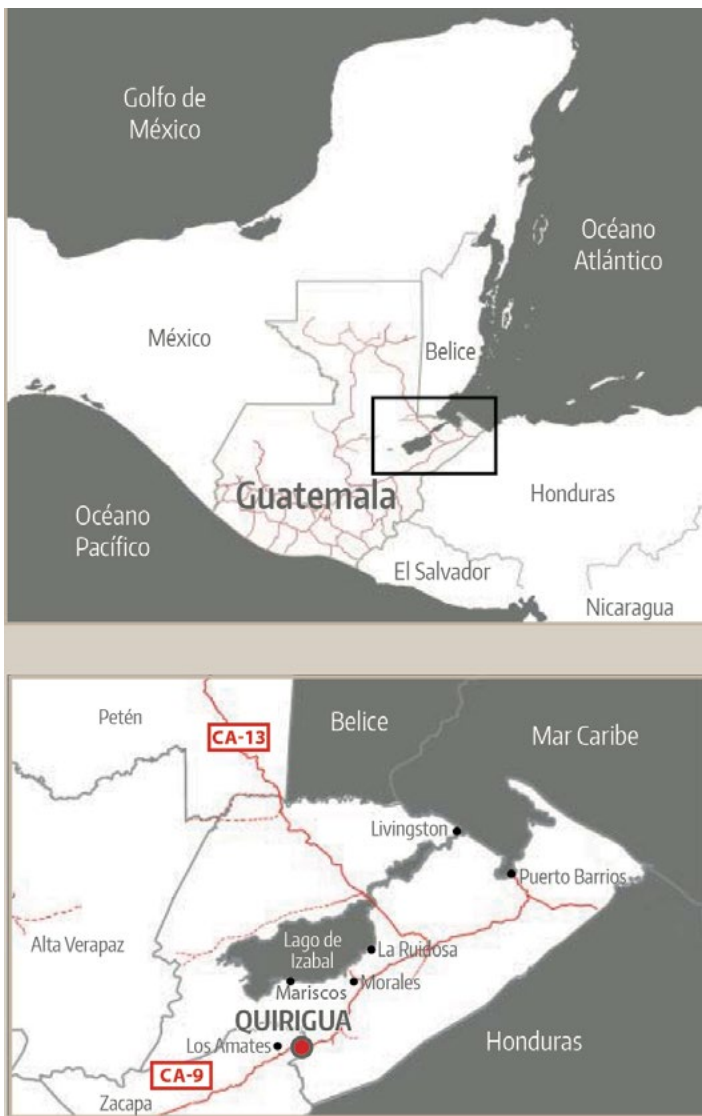 Golfo de
México
Océano
Atlántico
México
Belice
Guatemala
Honduras
Océano
Pacífico
El Salvador
Nicaragua
Petén
Belice
CA-13
Mar Caribe
Livingston
Puerto Barrios
Alta Verapaz
Lago de
Izabal
La Ruidosa
Mariscos
Morales
QUIRIGUA
Los Amates
Honduras
CA-9
Zacapa